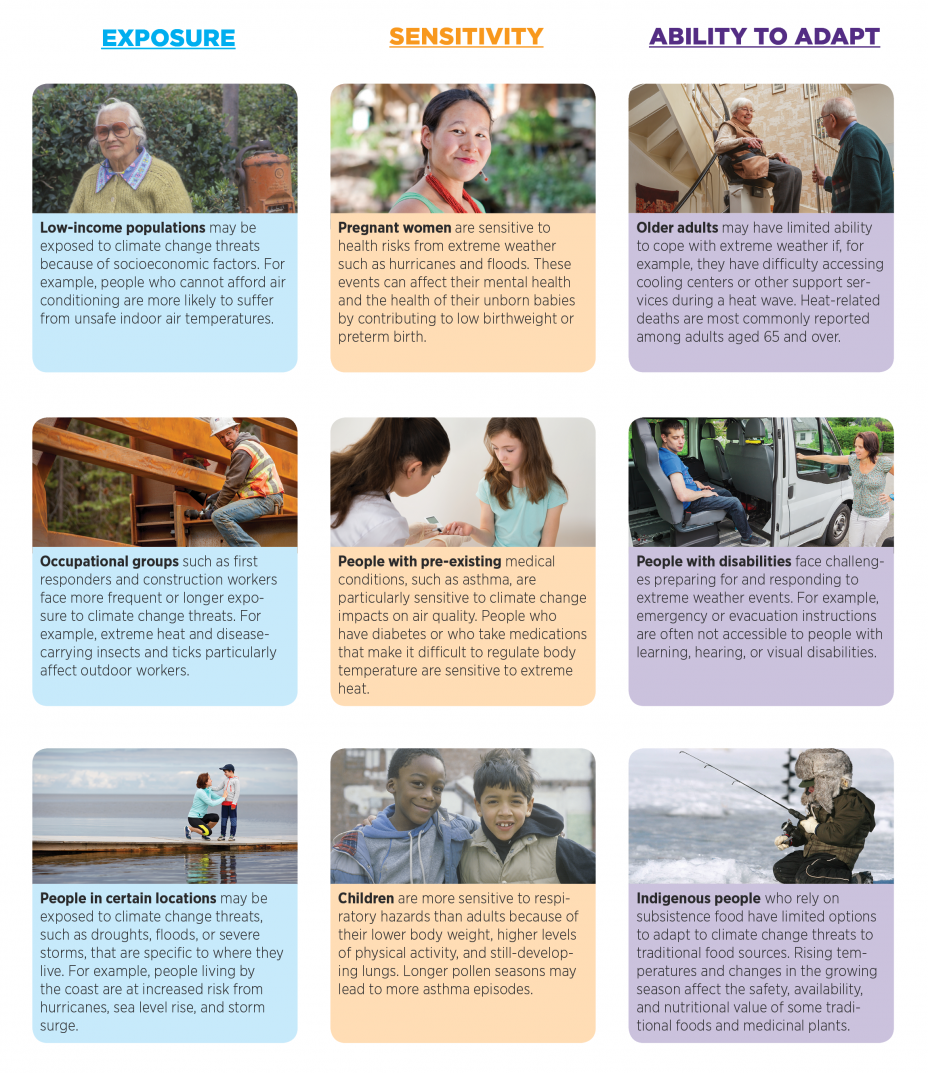 EXPOSURE
SENSITIVITY
ABILITY TO ADAPT
Low-income populations may be
exposed to climate change threats
because of socioeconomic factors. For
example, people who cannot afford air
conditioning are more likely to suffer
from unsafe indoor air temperatures.
Pregnant women are sensitive to
health risks from extreme weather
such as hurricanes and floods. These
events can affect their mental health
and the health of their unborn babies
by contributing to low birthweight or
preterm birth.
Older adults may have limited ability
to cope with extreme weather if, for
example, they have difficulty accessing
cooling centers or other support ser-
vices during a heat wave. Heat-related
deaths are most commonly reported
among adults aged 65 and over.
Occupational groups such as first
responders and construction workers
face more frequent or longer expo-
sure to climate change threats. For
example, extreme heat and disease-
carrying insects and ticks particularly
affect outdoor workers.
People with pre-existing medical
conditions, such as asthma, are
particularly sensitive to climate change
impacts on air quality. People who
have diabetes or who take medications
that make it difficult to regulate body
temperature are sensitive to extreme
heat.
People with disabilities face challeng-
es preparing for and responding to
extreme weather events. For example,
emergency or evacuation instructions
are often not accessible to people with
learning, hearing, or visual disabilities.
People in certain locations may be
exposed to climate change threats,
such as droughts, floods, or severe
storms, that are specific to where they
live. For example, people living by
the coast are at increased risk from
hurricanes, sea level rise, and storm
surge.
Children are more sensitive to respi-
ratory hazards than adults because of
their lower body weight, higher levels
of physical activity, and still-develop-
ing lungs. Longer pollen seasons may
lead to more asthma episodes.
Indigenous people who rely on
subsistence food have limited options
to adapt to climate change threats to
traditional food sources. Rising tem-
peratures and changes in the growing
season affect the safety, availability,
and nutritional value of some tradi-
tional foods and medicinal plants.